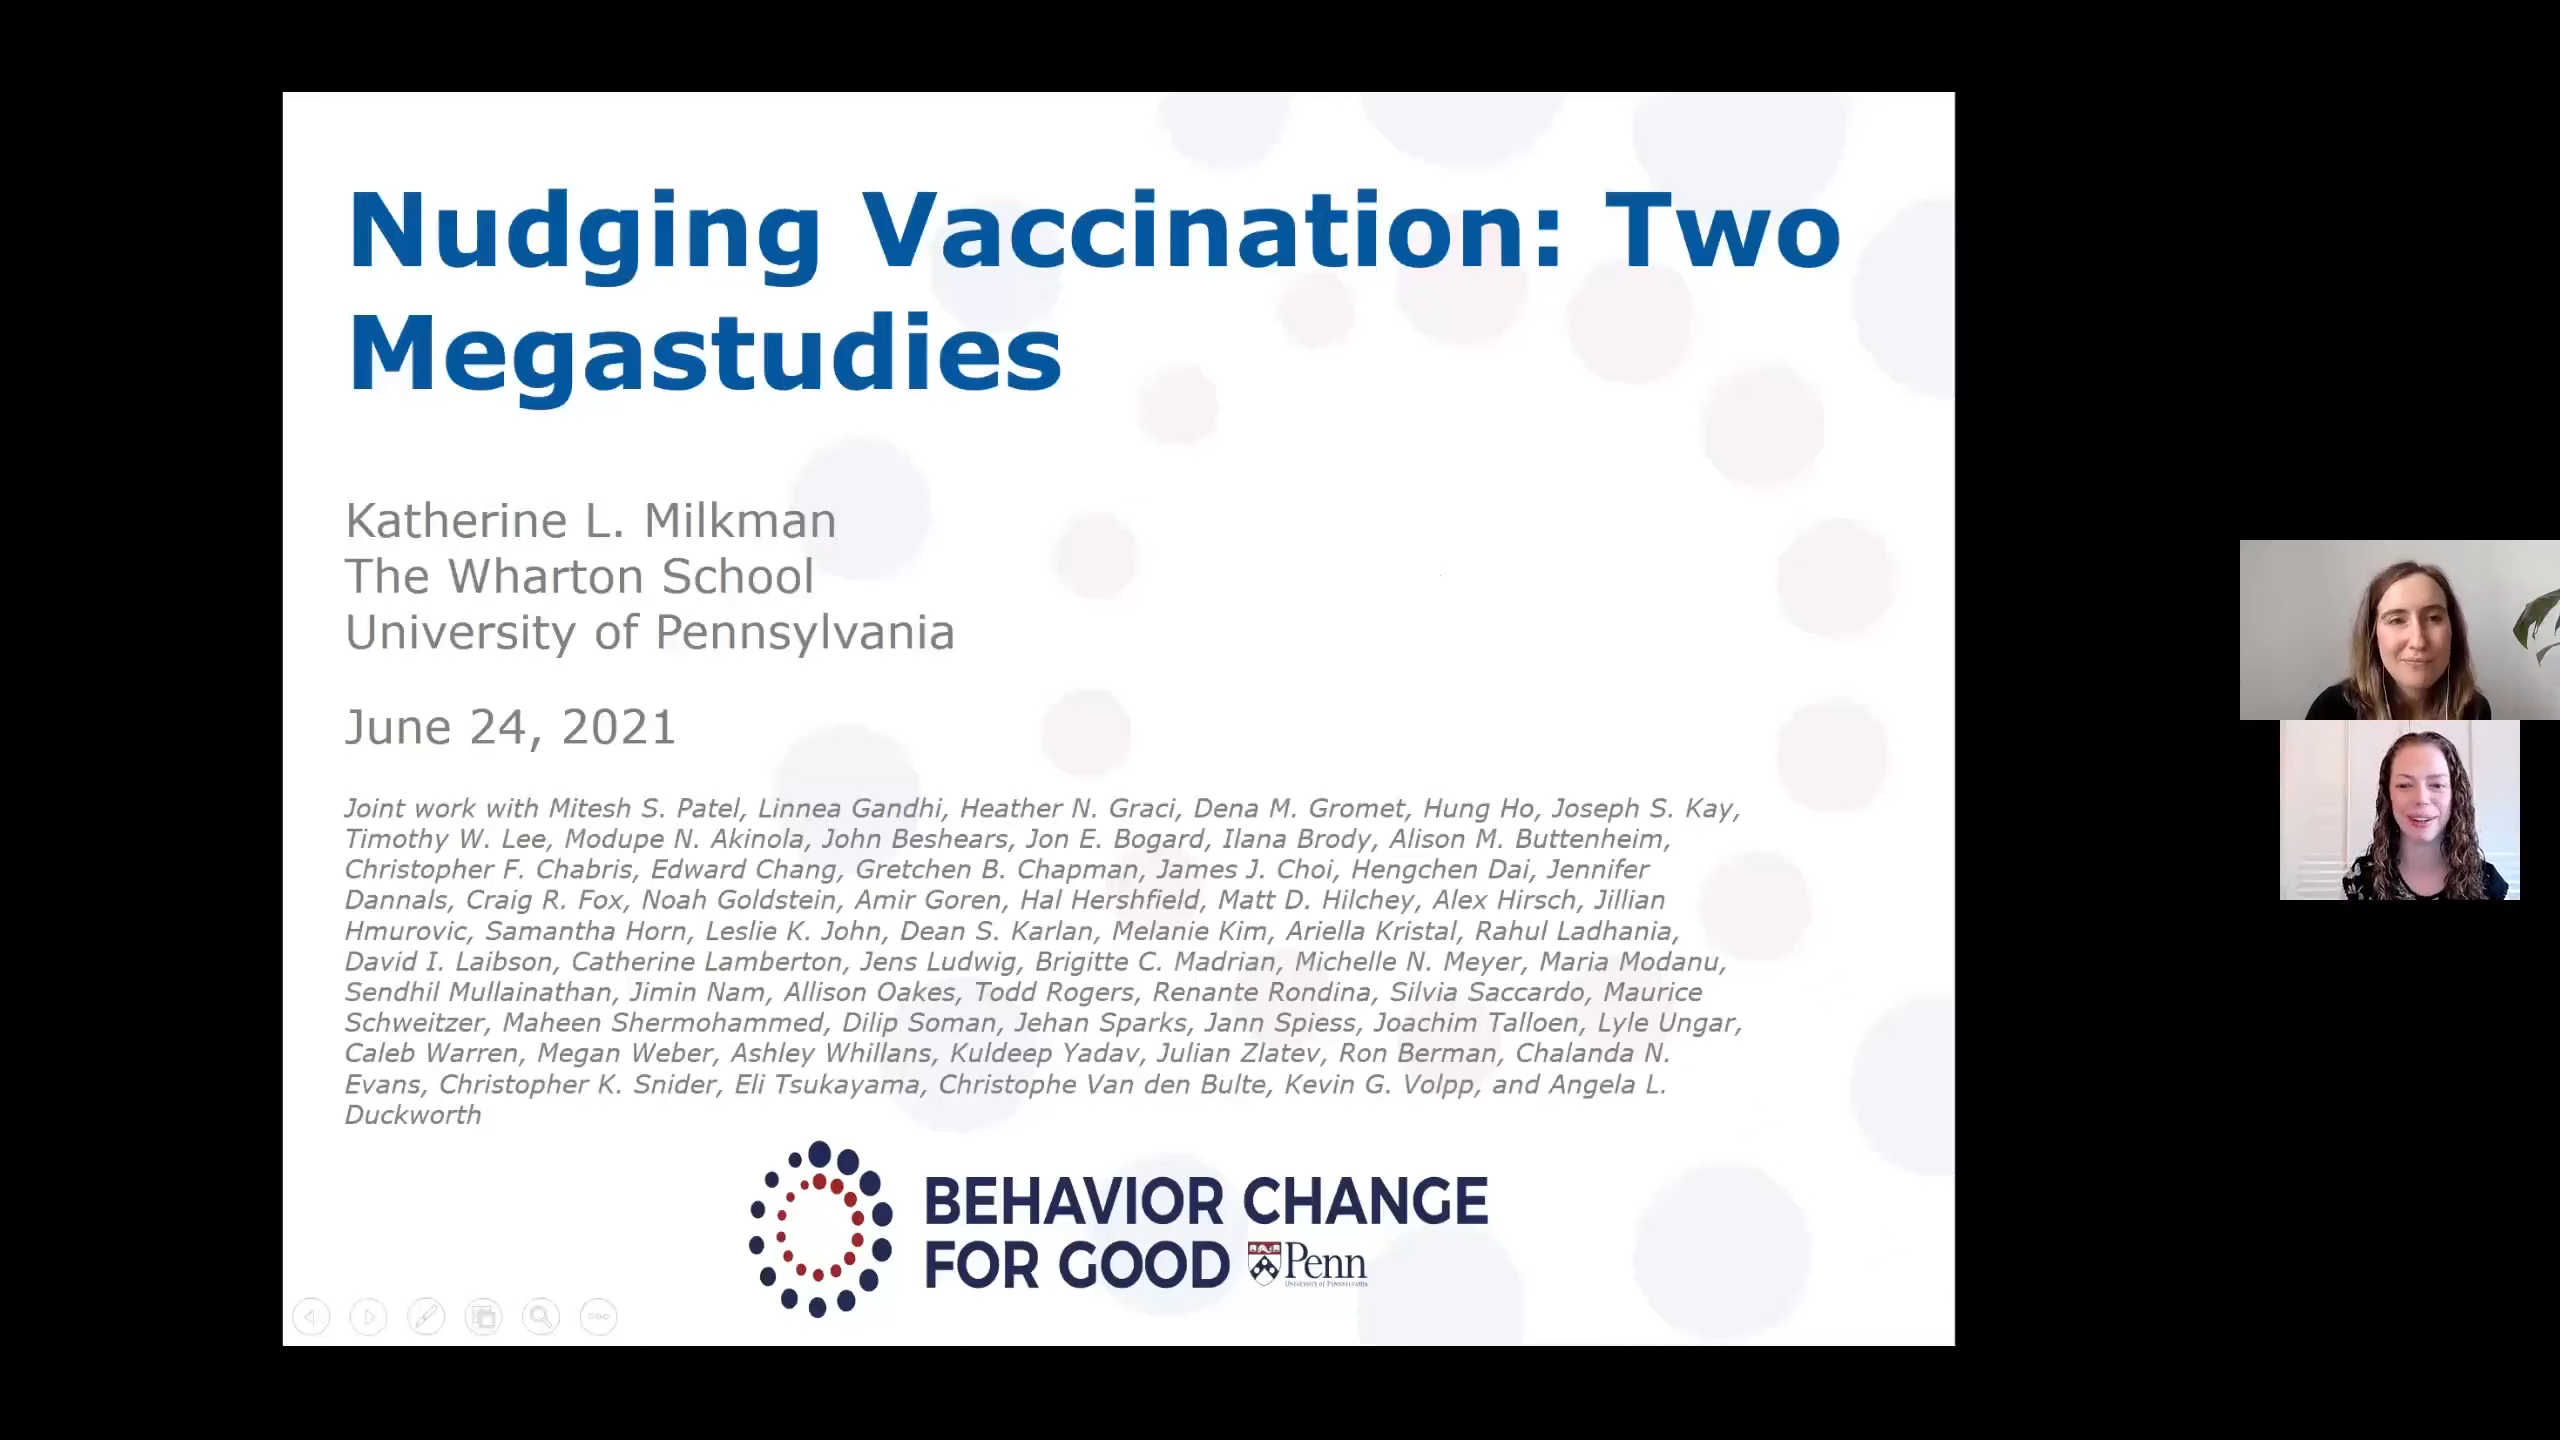 Nudging Vaccination: Two
Megastudies
Katherine L. Milkman
The Wharton School
University of Pennsylvania
June 24, 2021
Joint work with Mitesh S. Patel, Linnea Gandhi, Heather N. Graci, Dena M. Gromet, Hung Ho, Joseph S. Kay,
Timothy W. Lee, Modupe N. Akinola, John Beshears, Jon E. Bogard, Ilana Brody, Alison M. Buttenheim,
Christopher F. Chabris, Edward Chang, Gretchen B. Chapman, James J. Choi, Hengchen Dai, Jennifer
Dannals, Craig R. Fox, Noah Goldstein, Amir Goren, Hal Hershfield, Matt D. Hilchey, Alex Hirsch, Jillian
Hmurovic, Samantha Horn, Leslie K. John, Dean S. Karlan, Melanie Kim, Ariella Kristal, Rahul Ladhania,
David I. Laibson, Catherine Lamberton, Jens Ludwig, Brigitte C. Madrian, Michelle N. Meyer, Maria Modanu,
Sendhil Mullainathan, Jimin Nam, Allison Oakes, Todd Rogers, Renante Rondina, Silvia Saccardo, Maurice
Schweitzer, Maheen Shermohammed, Dilip Soman, Jehan Sparks, Jann Spiess, Joachim Talloen, Lyle Ungar,
Caleb Warren, Megan Weber, Ashley Whillans, Kuldeep Yadav, Julian Zlatev, Ron Berman, Chalanda N.
Evans, Christopher K. Snider, Eli Tsukayama, Christophe Van den Bulte, Kevin G. Volpp, and Angela L.
Duckworth
BEHAVIOR CHANGE
FOR GOOD Penn
UNIVERSITY OF PENNSYLVANIA